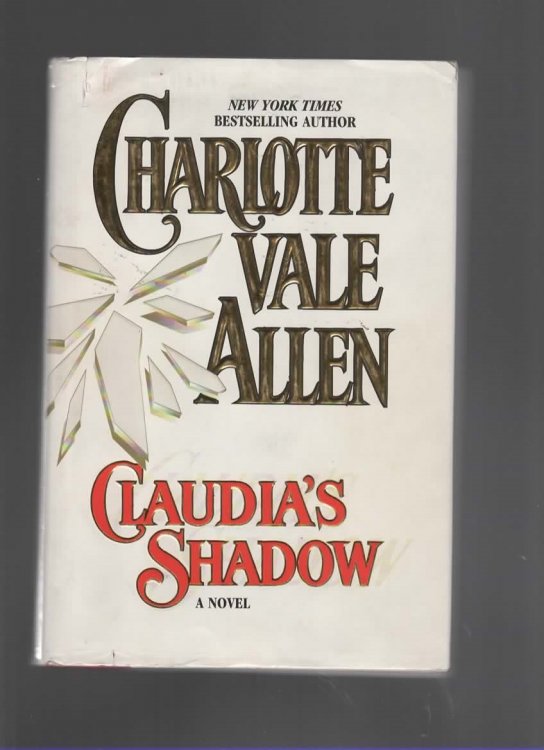 NEW YORK TIMES
BESTSELLING AUTHOR
CHARLOTTE
VALE
ALLEN
CLAUDIA'S
SHADOW
A NOVEL